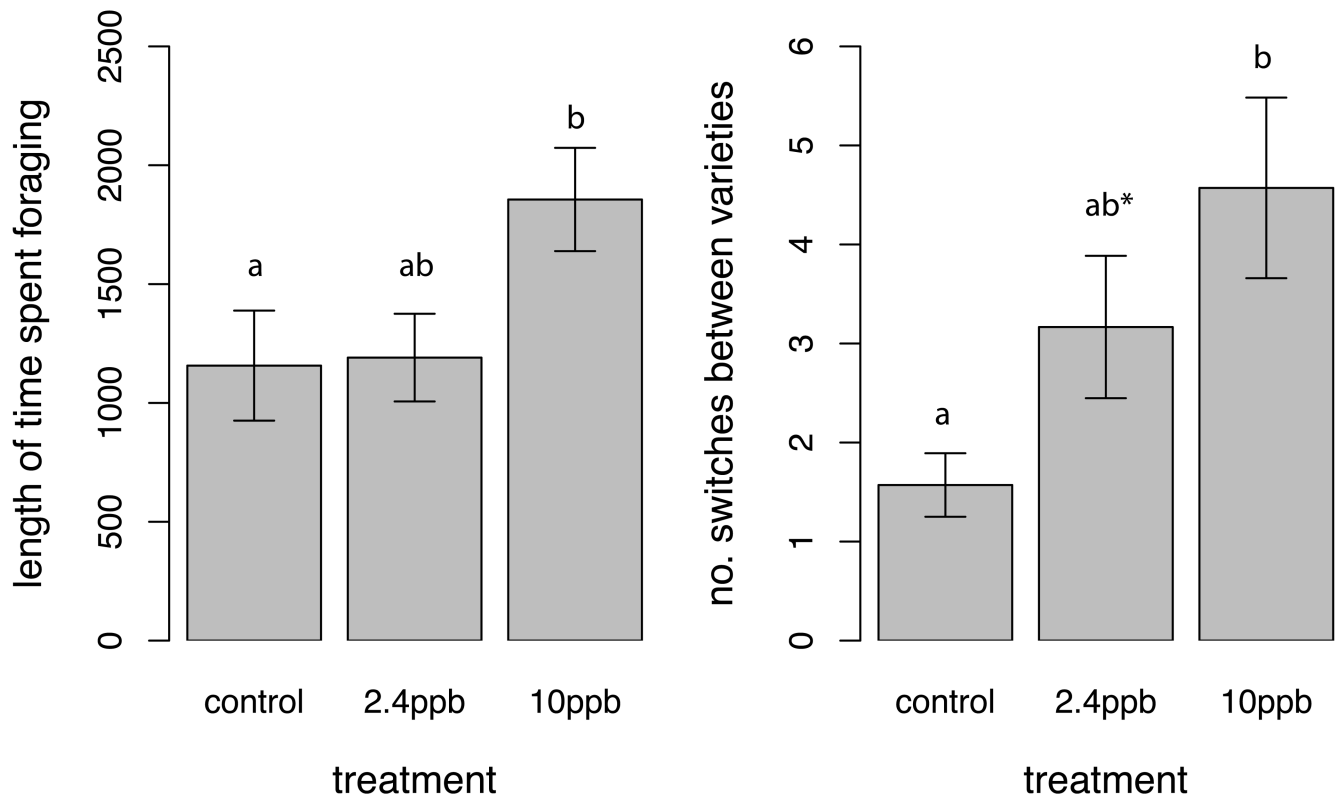 length of time spent foraging
2500
2000
1500
1000
500
0
a
ab
b
control 2.4ppb 10ppb
treatment
no. switches between varieties
6
5
4
3
2
1
0
a
ab*
b
control 2.4ppb 10ppb
treatment